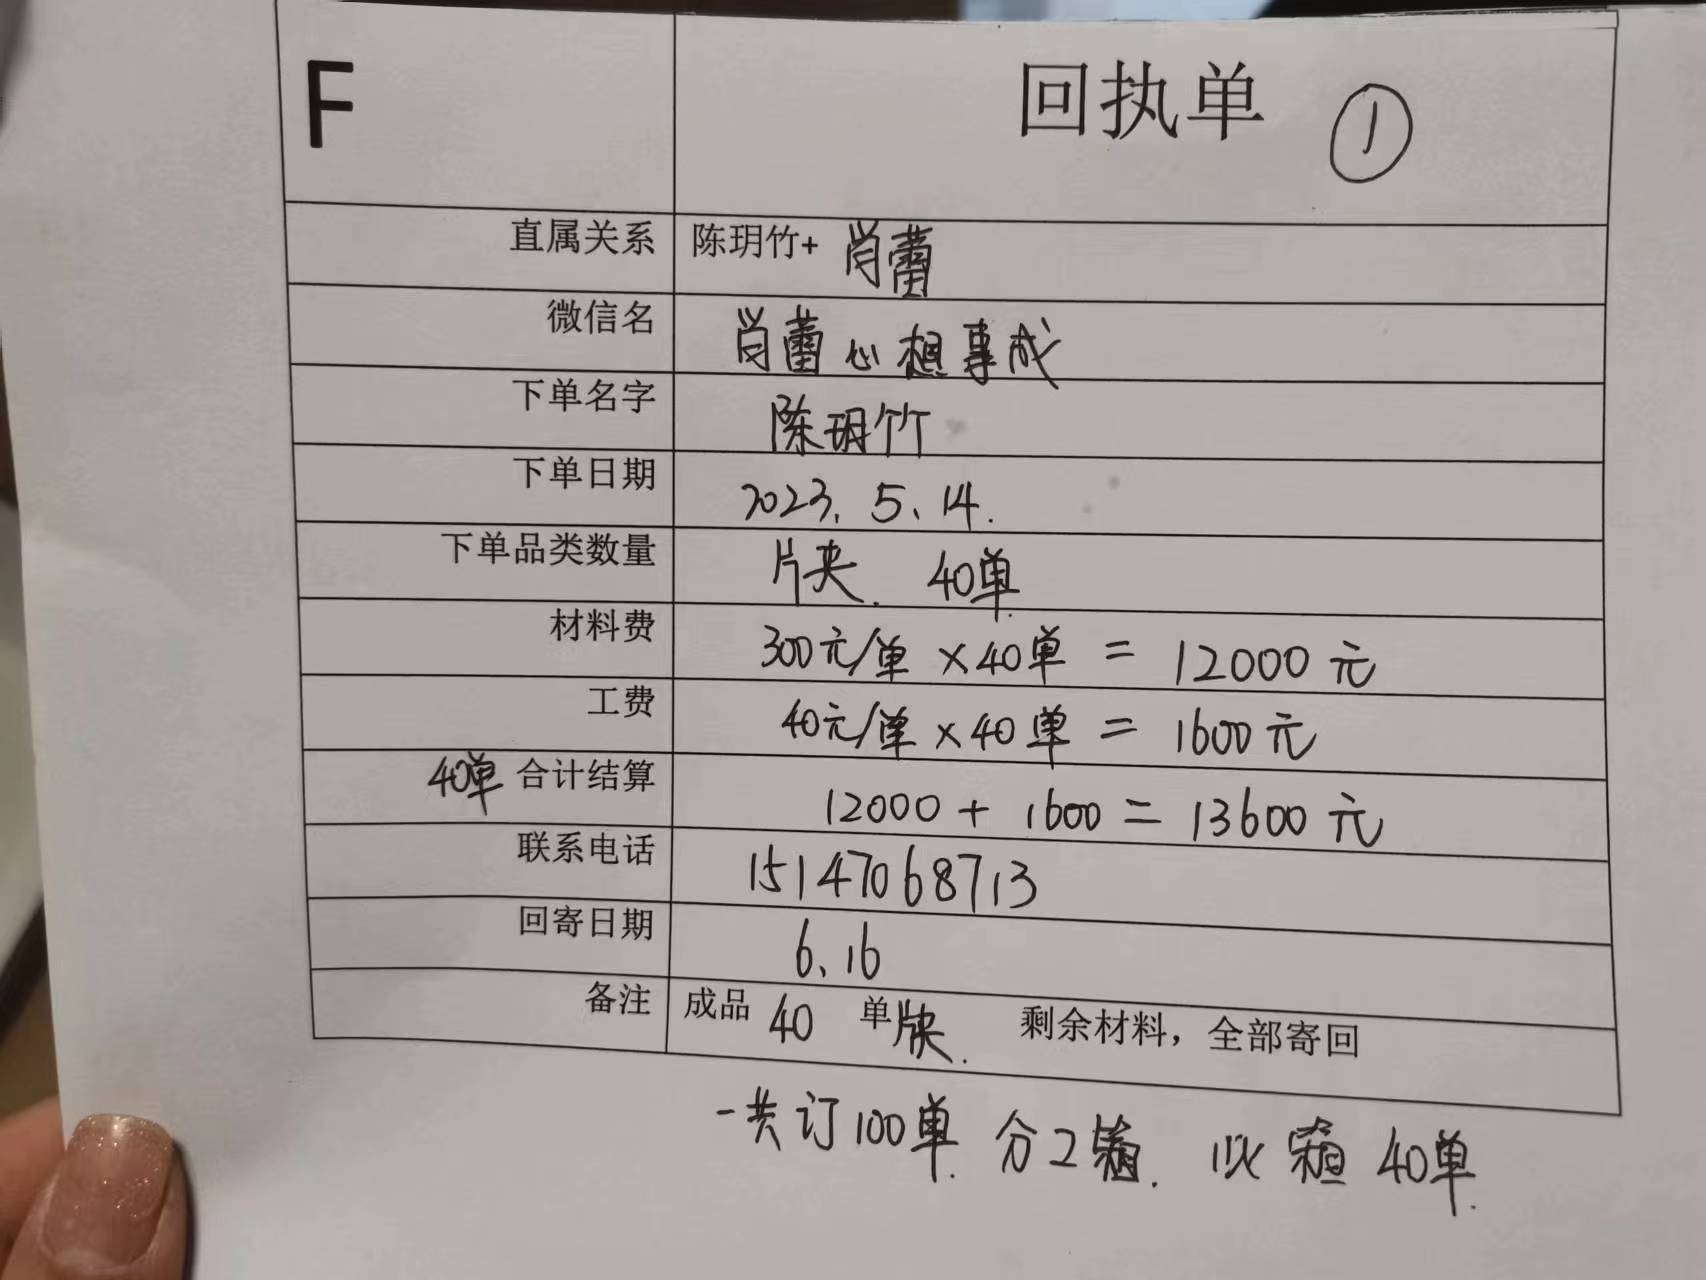 F
回执单 ①
直属关系 陈玥竹+ 肖蕾
微信名 肖蕾心想事成
下单名字 陈玥竹
下单日期 2023.5.14.
下单品类数量 片夹. 40单.
材料费 300元/单×40单=12000元
工费 40元/单×40单=1600元
40单 合计结算 12000+1600=13600元
联系电话 15147068713
回寄日期 6.16
备注 成品 40 单 片夹. 剩余材料，全部寄回
一共订100单. 分2箱. 此箱40单.